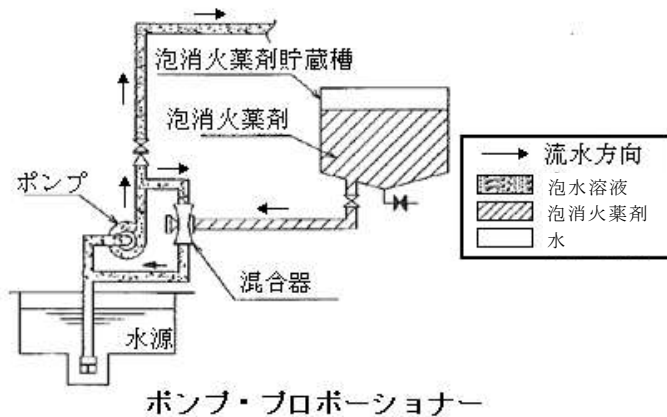 泡消火薬剤貯蔵槽
泡消火薬剤
ポンプ
混合器
水源
流水方向
泡水溶液
泡消火薬剤
水
ポンプ・プロポーショナー